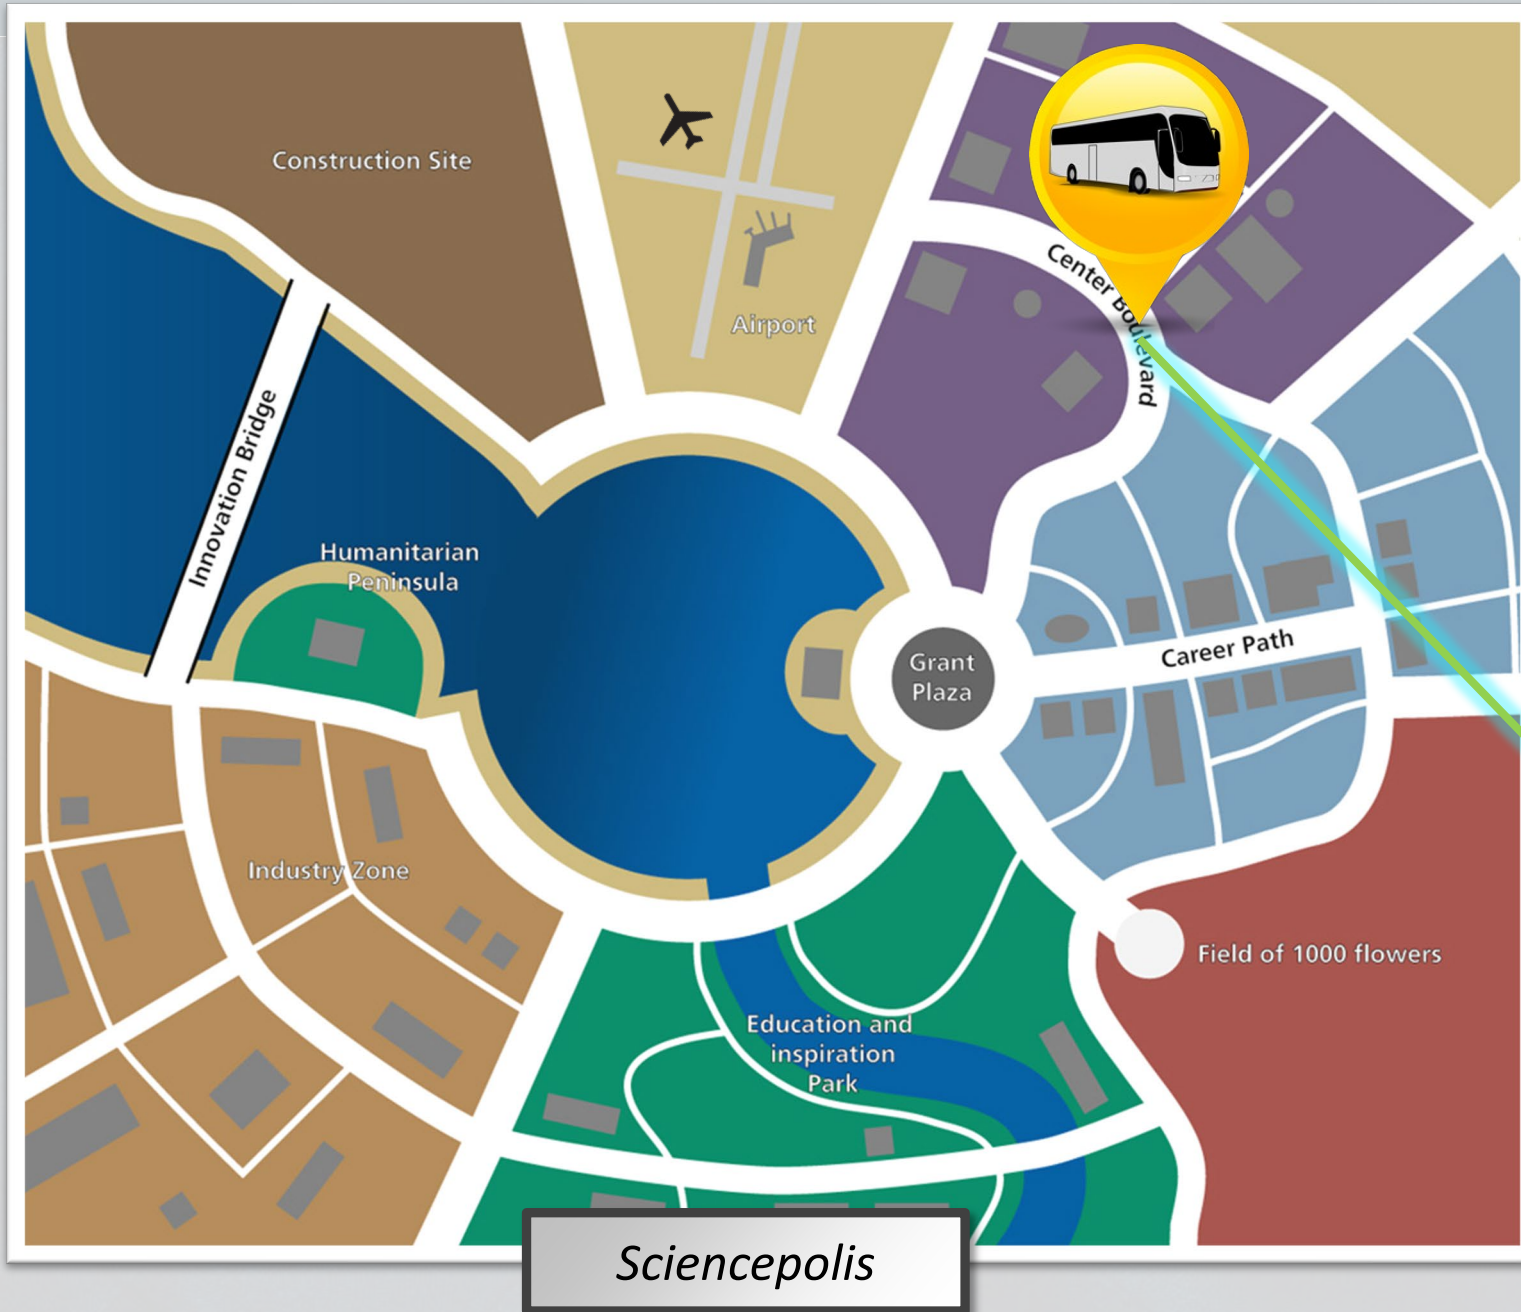 Construction Site
Airport
Center Boulevard
Innovation Bridge
Humanitarian
Peninsula
Grant
Plaza
Career Path
Industry Zone
Field of 1000 flowers
Education and
inspiration
Park
Sciencepolis